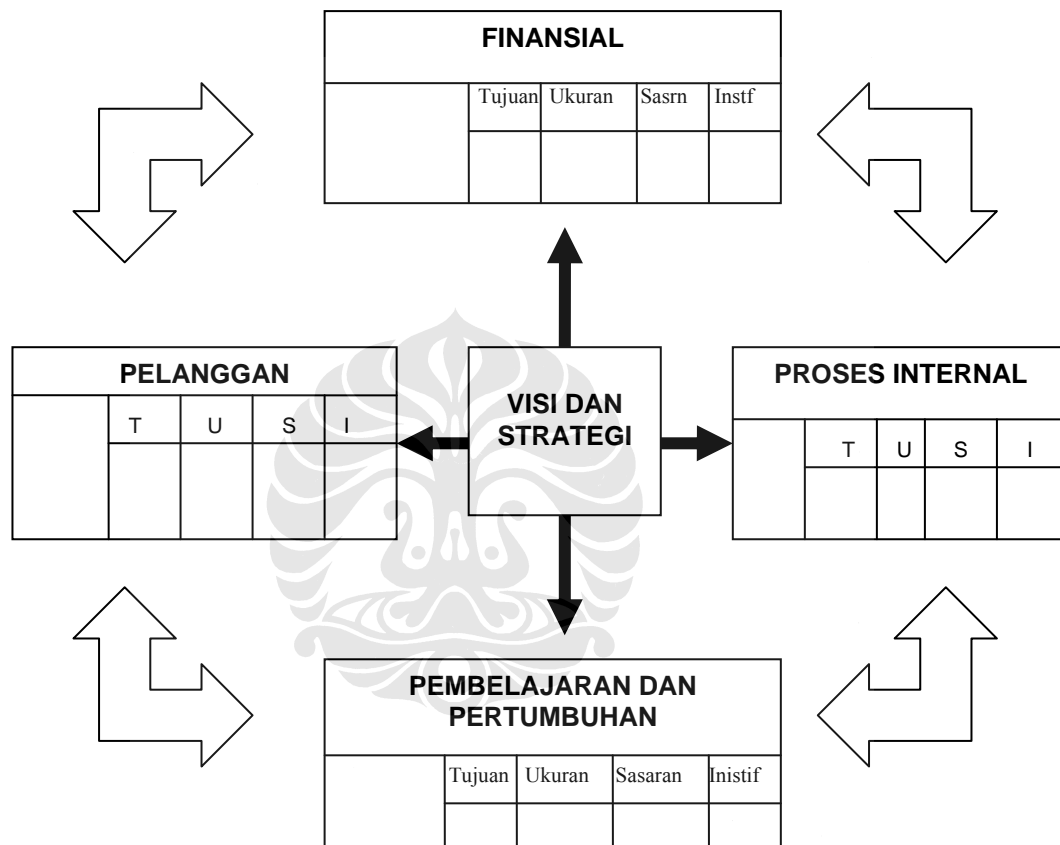 FINANSIAL
Tujuan Ukuran Sasrn Instf
PELANGGAN
T U S I
VISI DAN
STRATEGI
PROSES INTERNAL
T U S I
PEMBELAJARAN DAN
PERTUMBUHAN
Tujuan Ukuran Sasaran Inistif